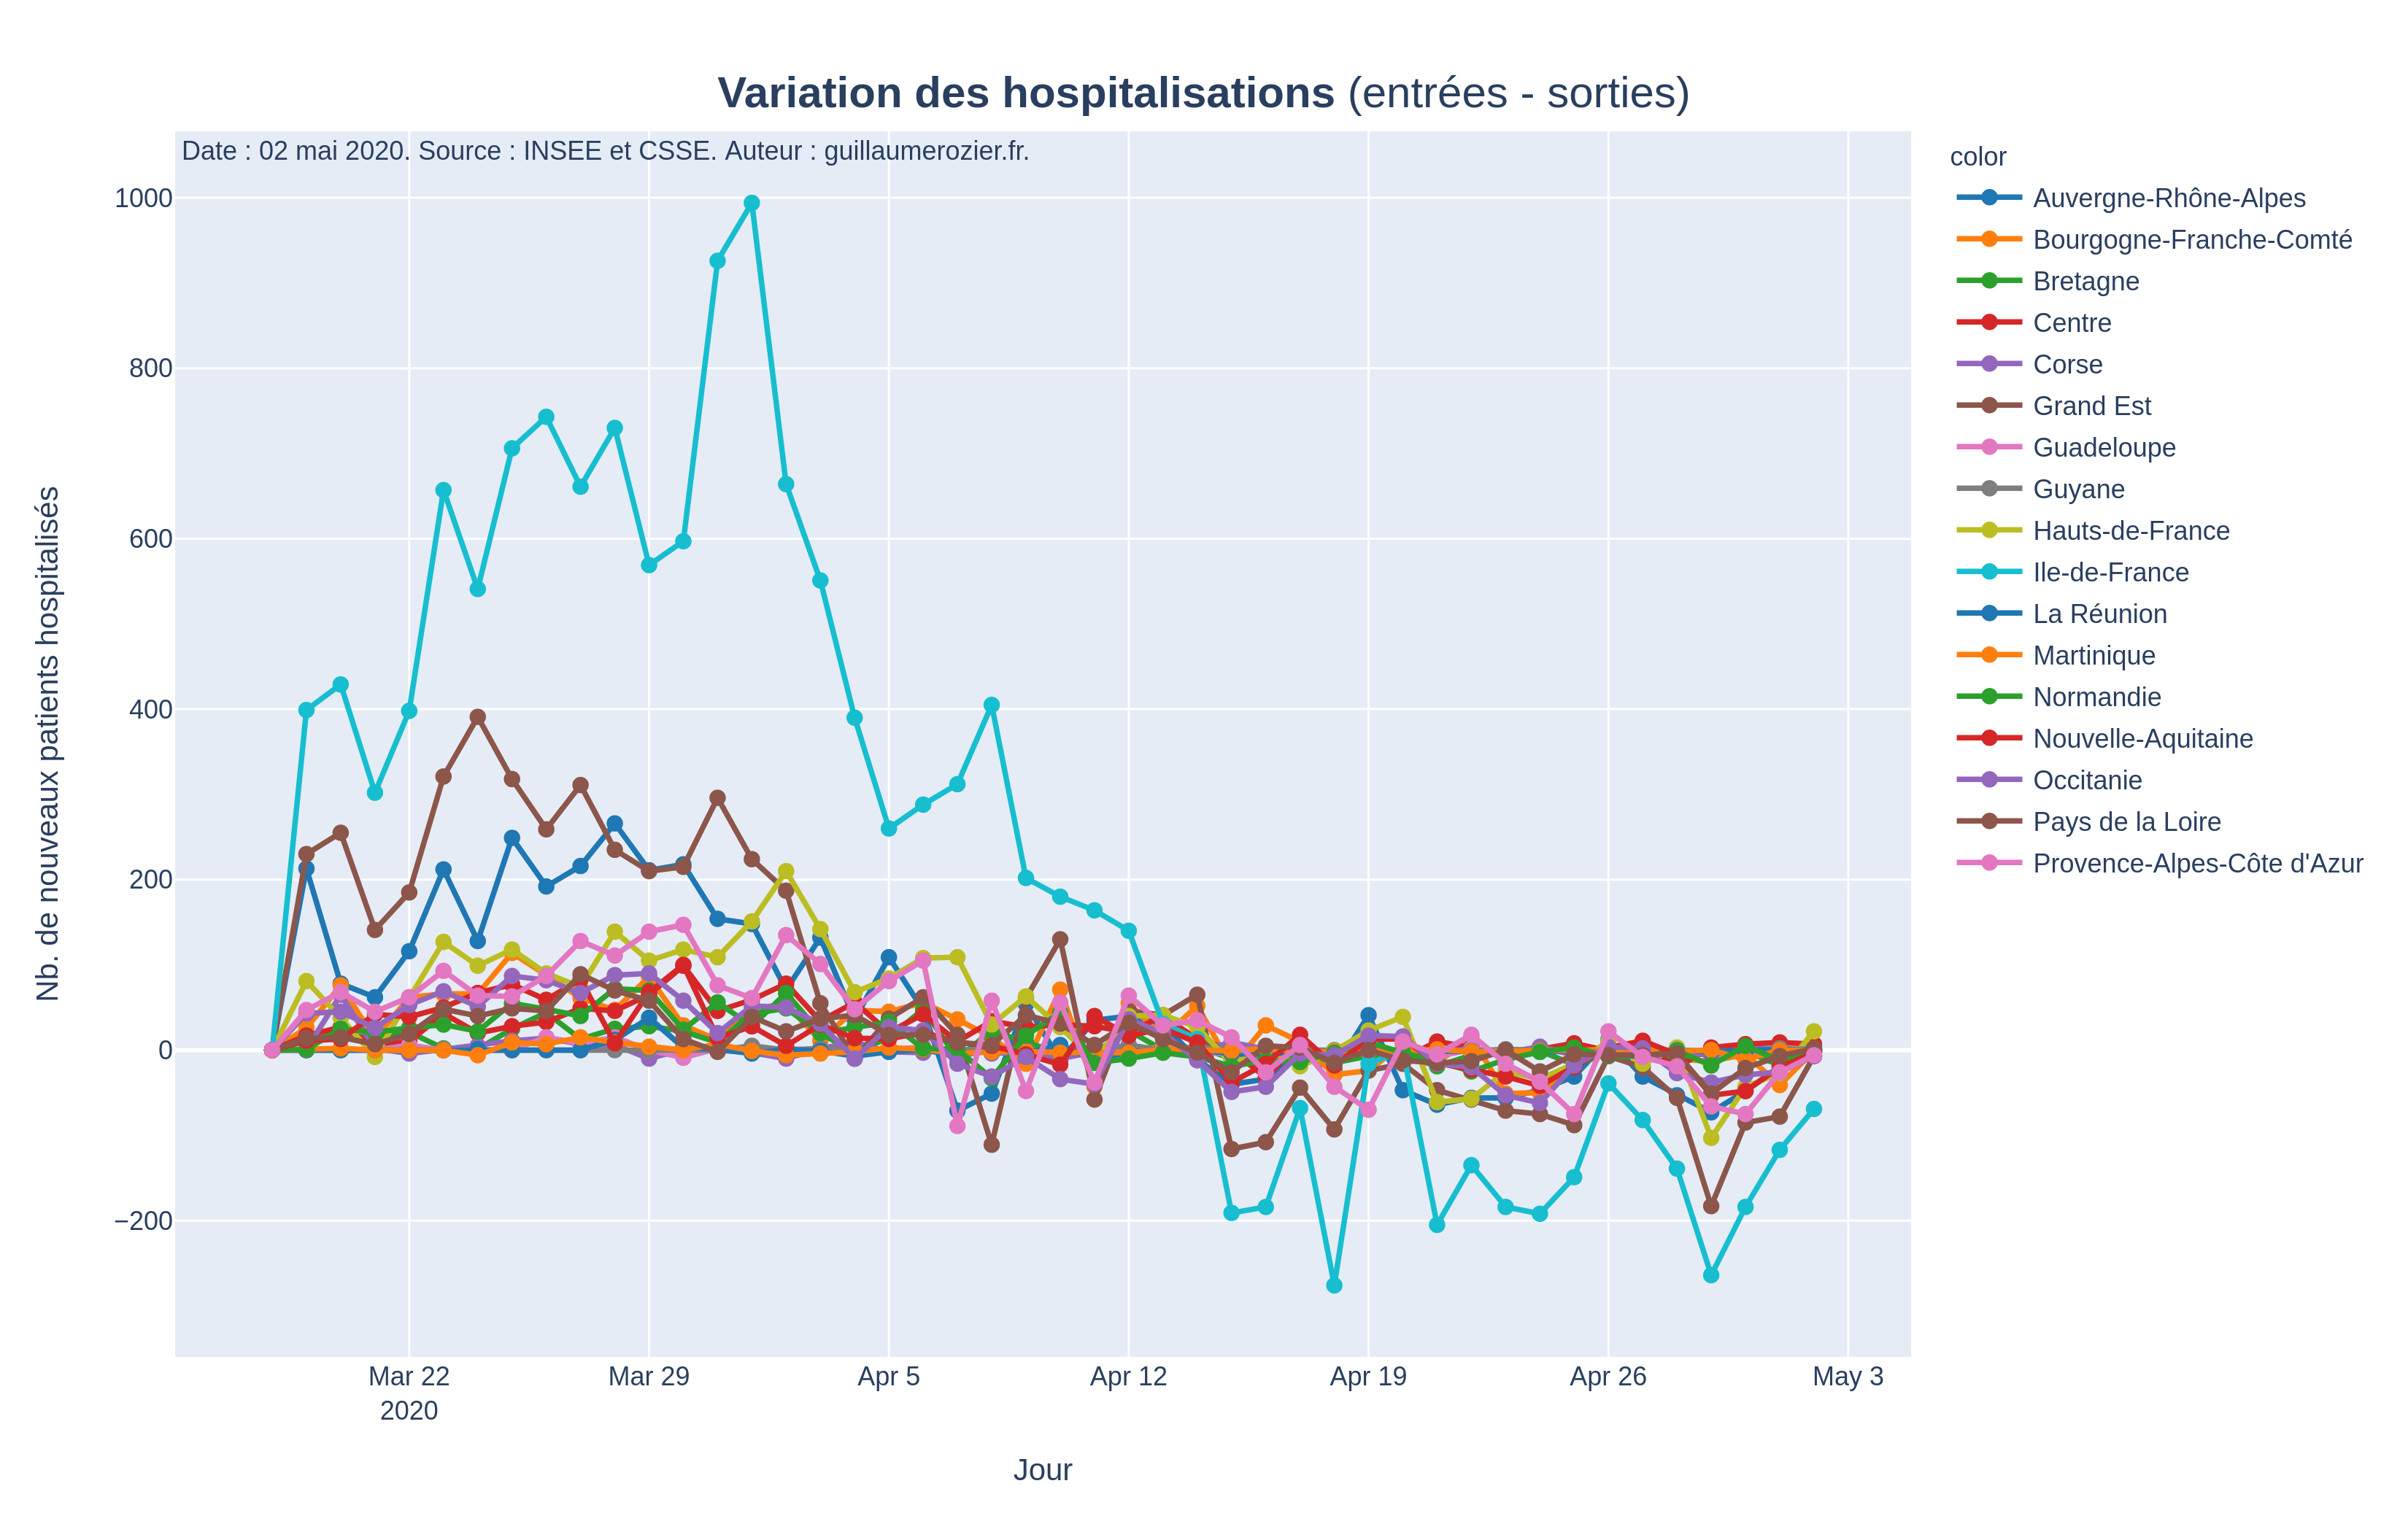 Variation des hospitalisations (entrées - sorties)
Date : 02 mai 2020. Source : INSEE et CSSE. Auteur : guillaumerozier.fr.
Nb. de nouveaux patients hospitalisés
1000
800
600
400
200
0
−200
Mar 22
2020
Mar 29
Apr 5
Apr 12
Apr 19
Apr 26
May 3
Jour
color
Auvergne-Rhône-Alpes
Bourgogne-Franche-Comté
Bretagne
Centre
Corse
Grand Est
Guadeloupe
Guyane
Hauts-de-France
Ile-de-France
La Réunion
Martinique
Normandie
Nouvelle-Aquitaine
Occitanie
Pays de la Loire
Provence-Alpes-Côte d'Azur